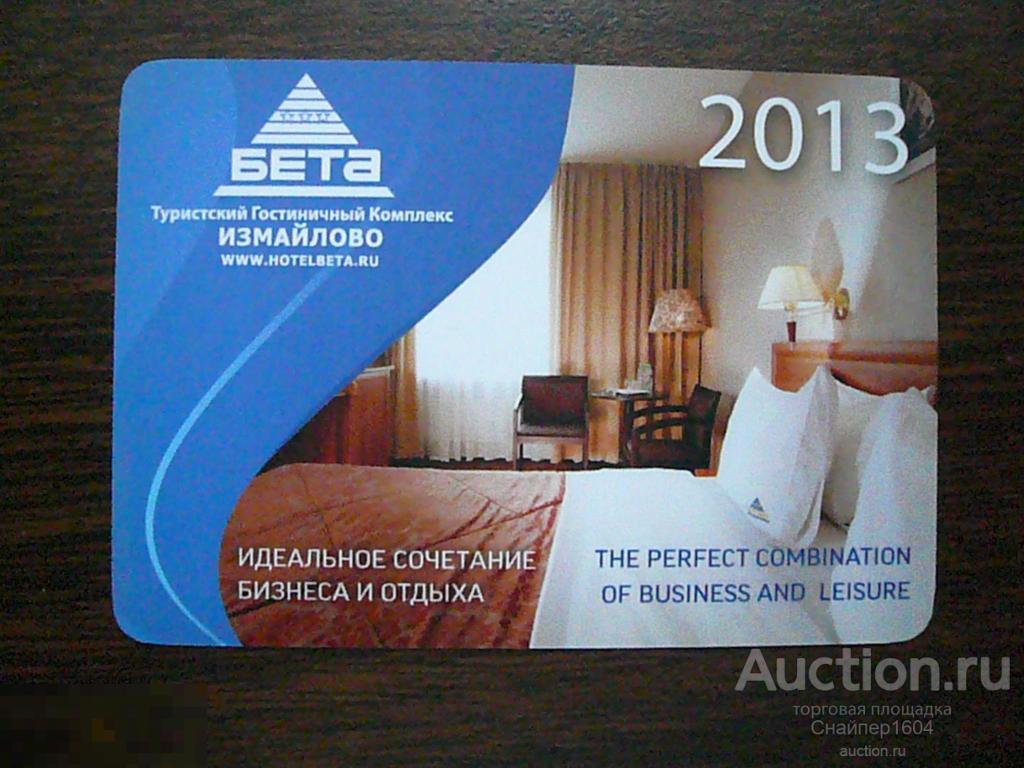 2013
БЕТА
Туристский Гостиничный Комплекс
ИЗМАЙЛОВО
WWW.HOTELBETA.RU
ИДЕАЛЬНОЕ СОЧЕТАНИЕ
БИЗНЕСА И ОТДЫХА
THE PERFECT COMBINATION
OF BUSINESS AND LEISURE
Auction.ru
торговая площадка
Снайпер1604
auction.ru